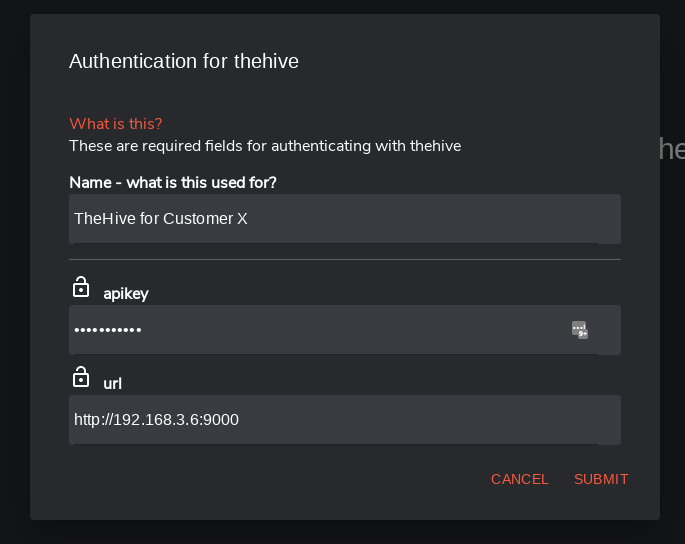 Authentication for thehive
What is this?
These are required fields for authenticating with thehive
he
Name - what is this used for?
TheHive for Customer X
apikey
•••••••••••
9+
url
http://192.168.3.6:9000
CANCEL SUBMIT